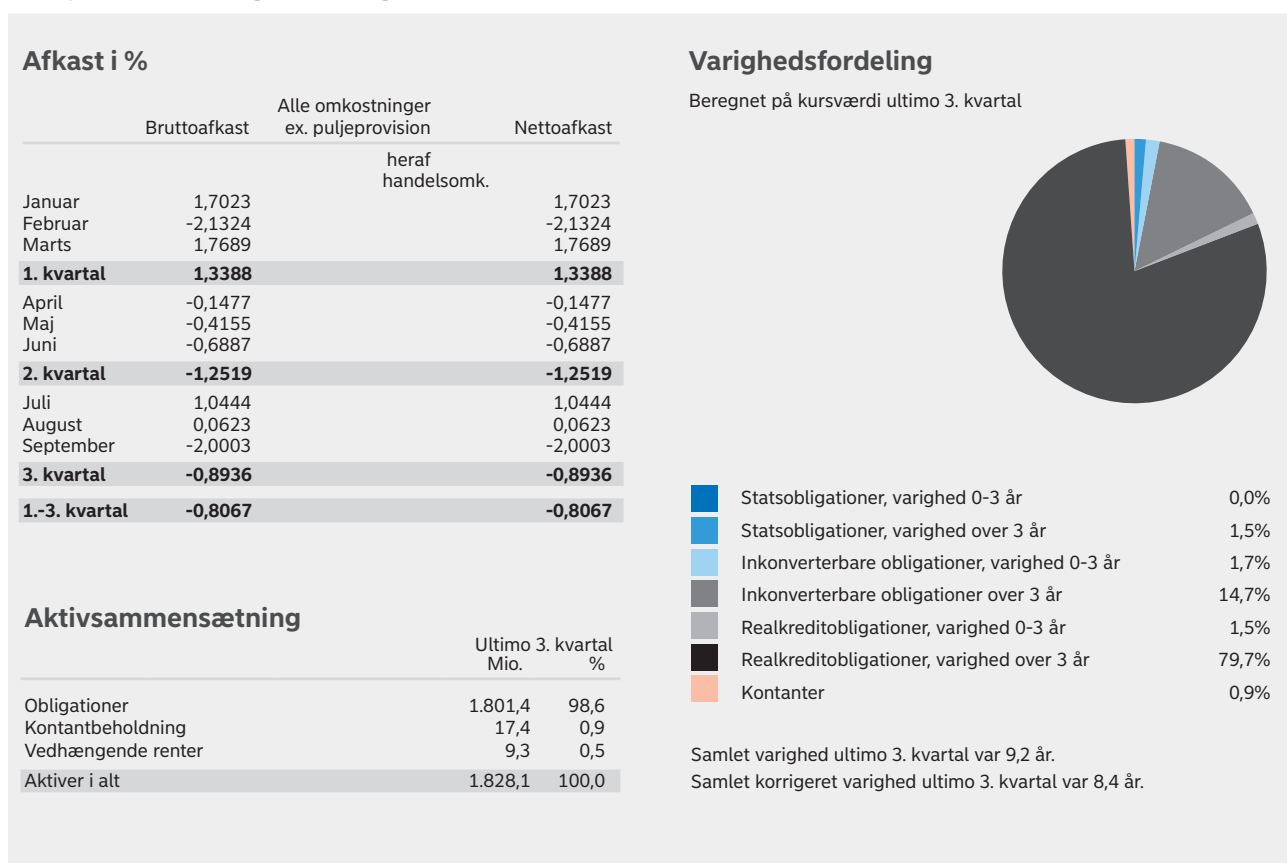 Afkast i %
Alle omkostninger
Bruttoafkast ex. puljeprovision Nettoafkast
heraf
handelsomk.
Januar 1,7023 1,7023
Februar -2,1324 -2,1324
Marts 1,7689 1,7689
1. kvartal 1,3388 1,3388
April -0,1477 -0,1477
Maj -0,4155 -0,4155
Juni -0,6887 -0,6887
2. kvartal -1,2519 -1,2519
Juli 1,0444 1,0444
August 0,0623 0,0623
September -2,0003 -2,0003
3. kvartal -0,8936 -0,8936
1.-3. kvartal -0,8067 -0,8067
Aktivsammensætning
Ultimo 3. kvartal
Mio. %
Obligationer 1.801,4 98,6
Kontantbeholdning 17,4 0,9
Vedhængende renter 9,3 0,5
Aktiver i alt 1.828,1 100,0
Varighedsfordeling
Beregnet på kursværdi ultimo 3. kvartal
Statsobligationer, varighed 0-3 år 0,0%
Statsobligationer, varighed over 3 år 1,5%
Inkonverterbare obligationer, varighed 0-3 år 1,7%
Inkonverterbare obligationer over 3 år 14,7%
Realkreditobligationer, varighed 0-3 år 1,5%
Realkreditobligationer, varighed over 3 år 79,7%
Kontanter 0,9%
Samlet varighed ultimo 3. kvartal var 9,2 år.
Samlet korrigeret varighed ultimo 3. kvartal var 8,4 år.